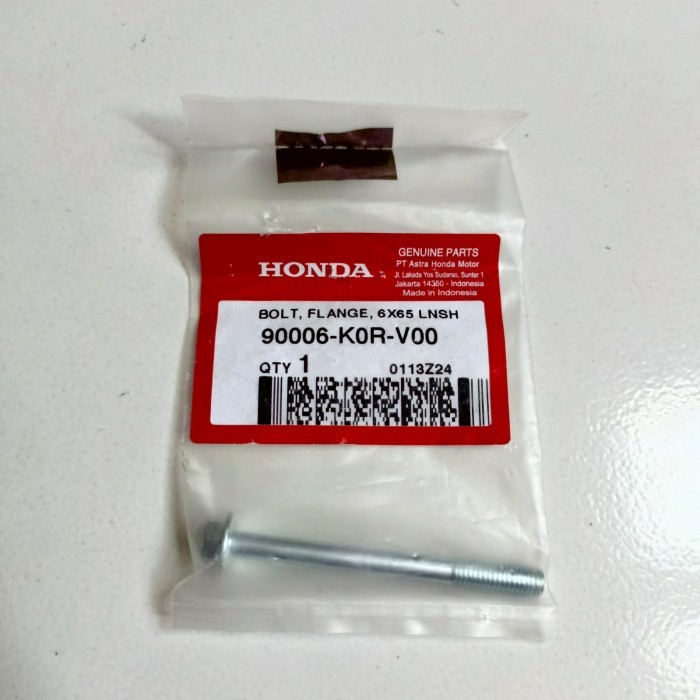 HONDA
GENUINE PARTS
PT Astra Honda Motor
Jl. Laksda Yos Sudarso, Sunter 1
Jakarta 14350 - Indonesia
Made in Indonesia
BOLT, FLANGE, 6X65 LNSH
90006-K0R-V00
QTY 1 0113Z24